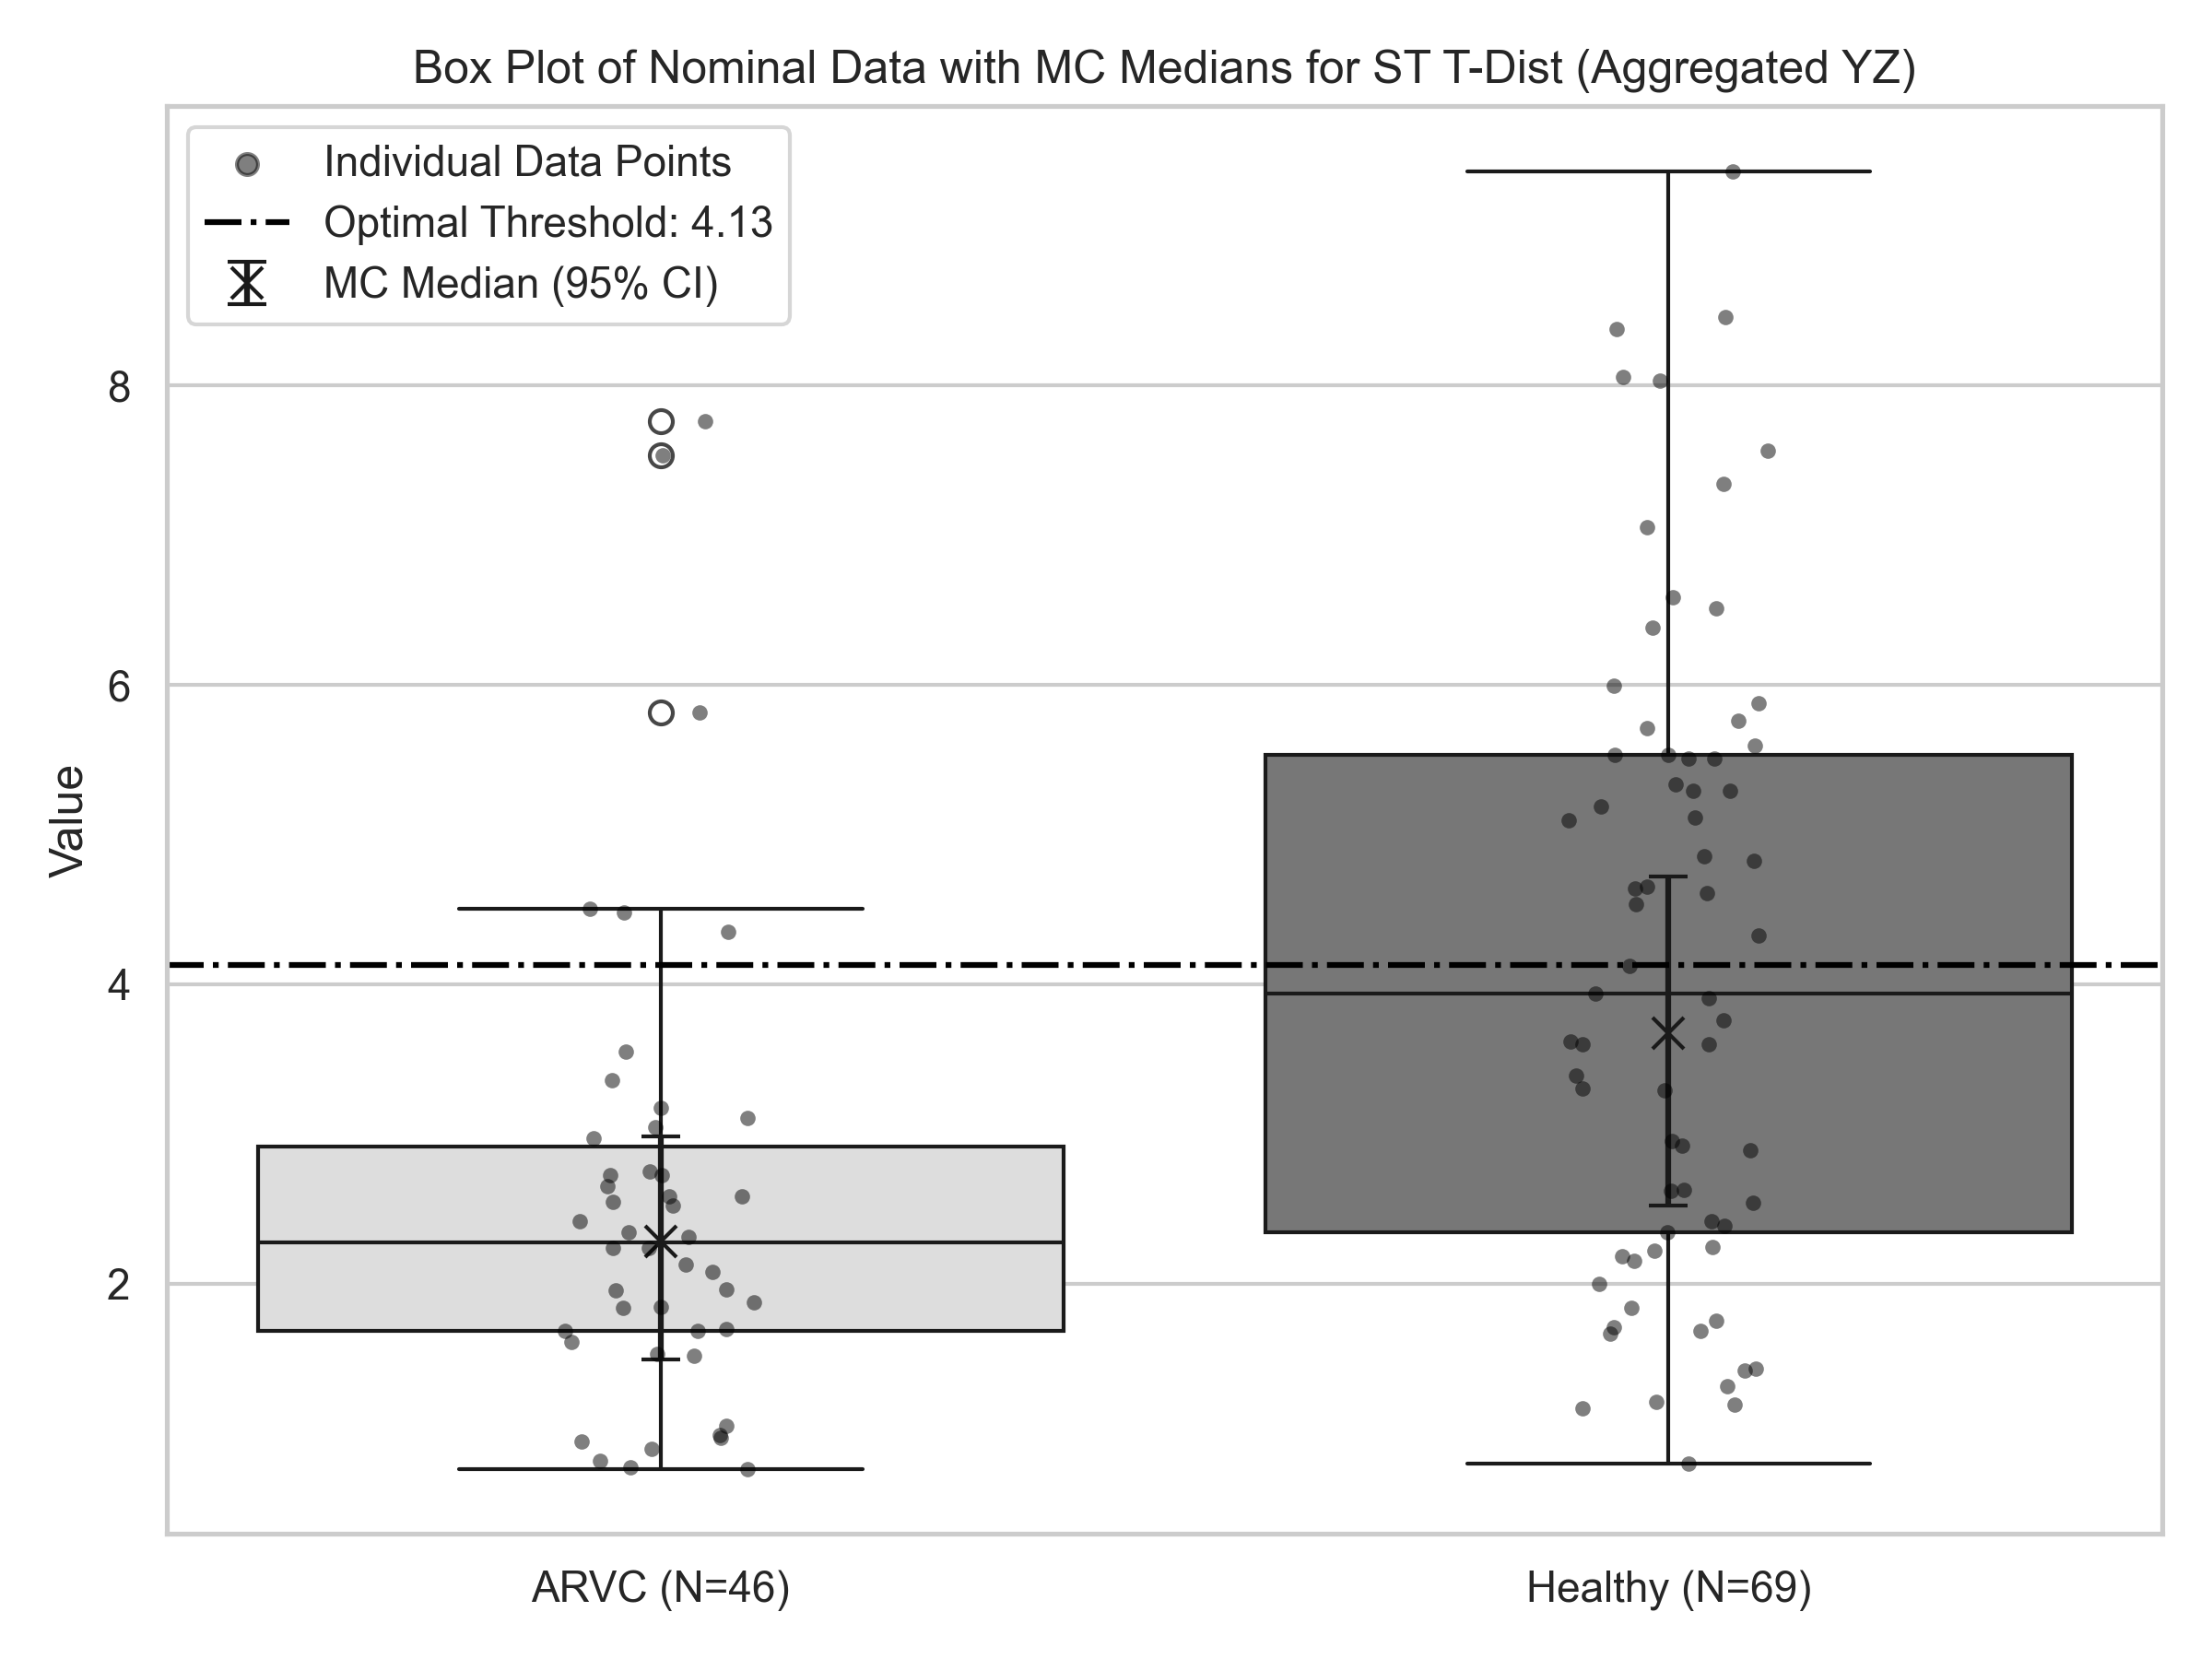 Box Plot of Nominal Data with MC Medians for ST T-Dist (Aggregated YZ)
Individual Data Points
Optimal Threshold: 4.13
MC Median (95% CI)
8
6
4
2
Value
ARVC (N=46)
Healthy (N=69)